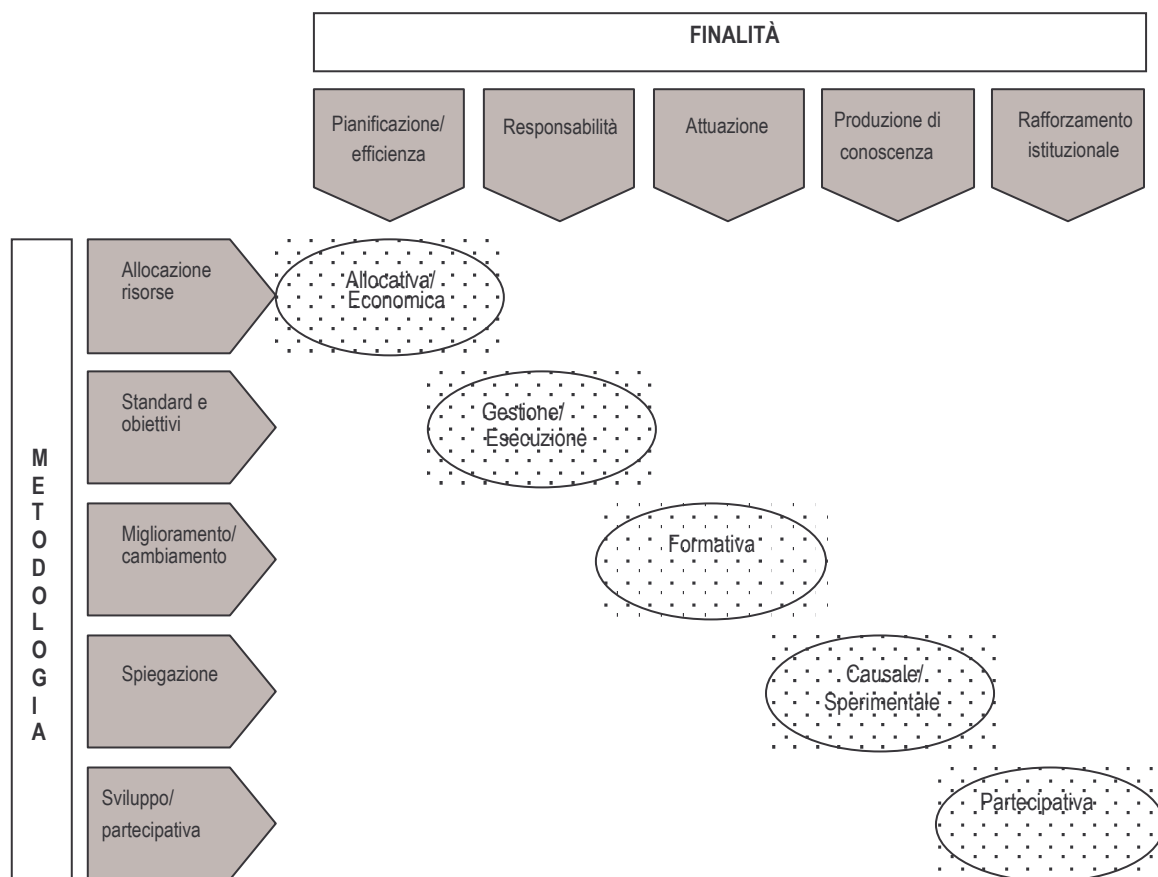 FINALITÀ
Pianificazione/
efficienza
Responsabilità
Attuazione
Produzione di
conoscenza
Rafforzamento
istituzionale
METODOLOGIA
Allocazione
risorse
Allocativa/
Economica
Standard e
obiettivi
Gestione/
Esecuzione
Miglioramento/
cambiamento
Formativa
Spiegazione
Causale/
Sperimentale
Sviluppo/
partecipativa
Partecipativa